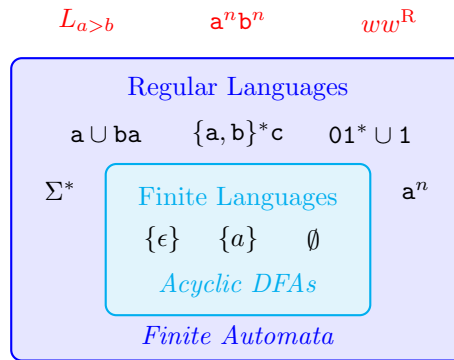 L_{a>b} aⁿbⁿ wwᴿ
Regular Languages
a ∪ ba {a, b}*c 01* ∪ 1
Σ* aⁿ
Finite Languages
{ϵ} {a} ∅
Acyclic DFAs
Finite Automata